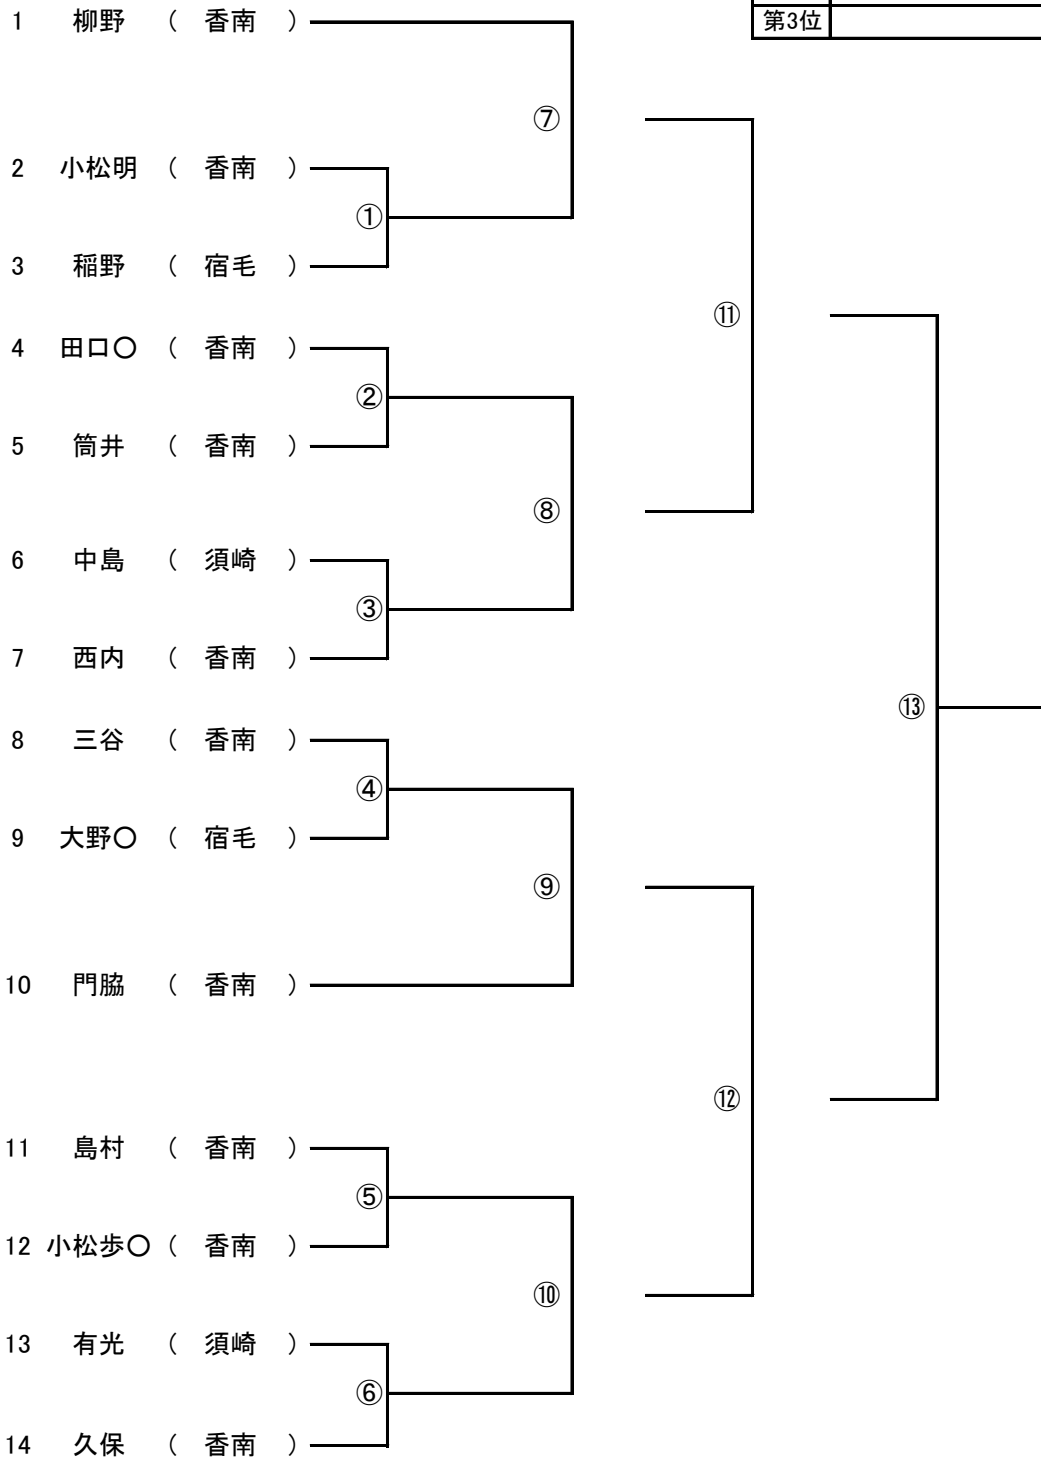 第3位
1 柳野 ( 香南 )
⑦
2 小松明 ( 香南 )
①
3 稲野 ( 宿毛 )
⑪
4 田口〇 ( 香南 )
②
5 筒井 ( 香南 )
⑧
6 中島 ( 須崎 )
③
7 西内 ( 香南 )
⑬
8 三谷 ( 香南 )
④
9 大野〇 ( 宿毛 )
⑨
10 門脇 ( 香南 )
⑫
11 島村 ( 香南 )
⑤
12 小松歩〇 ( 香南 )
⑩
13 有光 ( 須崎 )
⑥
14 久保 ( 香南 )